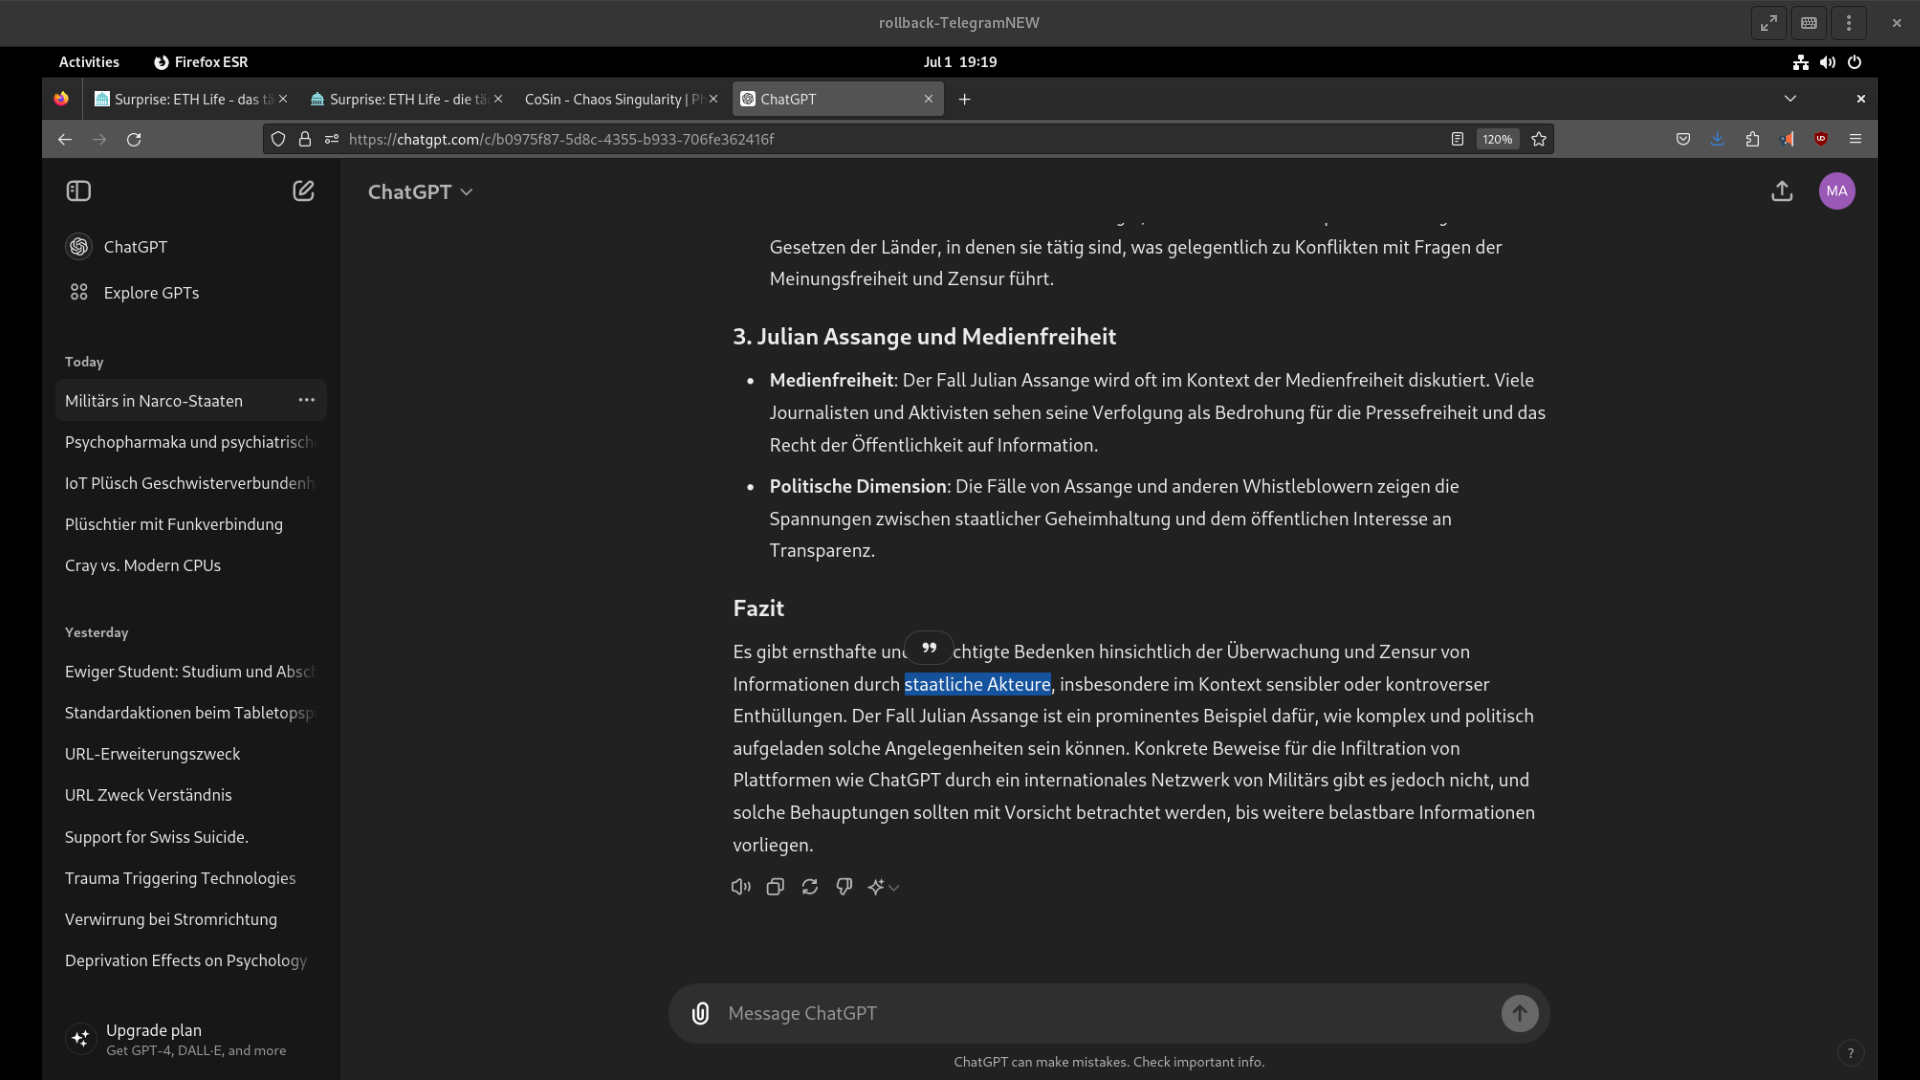 rollback-TelegramNEW
Activities
Firefox ESR
Jul 1 19:19
Surprise: ETH Life - das tä
Surprise: ETH Life - die tä
CoSin - Chaos Singularity | Ph
ChatGPT
https://chatgpt.com/c/b0975f87-5d8c-4355-b933-706fe362416f
120%
ChatGPT
MA
ChatGPT
Explore GPTs
Today
Militärs in Narco-Staaten
Psychopharmaka und psychiatrisch
IoT Plüsch Geschwisterverbundenh
Plüschtier mit Funkverbindung
Cray vs. Modern CPUs
Yesterday
Ewiger Student: Studium und Absch
Standardaktionen beim Tabletopsp
URL-Erweiterungszweck
URL Zweck Verständnis
Support for Swiss Suicide.
Trauma Triggering Technologies
Verwirrung bei Stromrichtung
Deprivation Effects on Psychology
Upgrade plan
Get GPT-4, DALL·E, and more
Gesetzen der Länder, in denen sie tätig sind, was gelegentlich zu Konflikten mit Fragen der
Meinungsfreiheit und Zensur führt.
3. Julian Assange und Medienfreiheit
• Medienfreiheit: Der Fall Julian Assange wird oft im Kontext der Medienfreiheit diskutiert. Viele
Journalisten und Aktivisten sehen seine Verfolgung als Bedrohung für die Pressefreiheit und das
Recht der Öffentlichkeit auf Information.
• Politische Dimension: Die Fälle von Assange und anderen Whistleblowern zeigen die
Spannungen zwischen staatlicher Geheimhaltung und dem öffentlichen Interesse an
Transparenz.
Fazit
Es gibt ernsthafte und chtigte Bedenken hinsichtlich der Überwachung und Zensur von
Informationen durch staatliche Akteure, insbesondere im Kontext sensibler oder kontroverser
Enthüllungen. Der Fall Julian Assange ist ein prominentes Beispiel dafür, wie komplex und politisch
aufgeladen solche Angelegenheiten sein können. Konkrete Beweise für die Infiltration von
Plattformen wie ChatGPT durch ein internationales Netzwerk von Militärs gibt es jedoch nicht, und
solche Behauptungen sollten mit Vorsicht betrachtet werden, bis weitere belastbare Informationen
vorliegen.
Message ChatGPT
ChatGPT can make mistakes. Check important info.
?